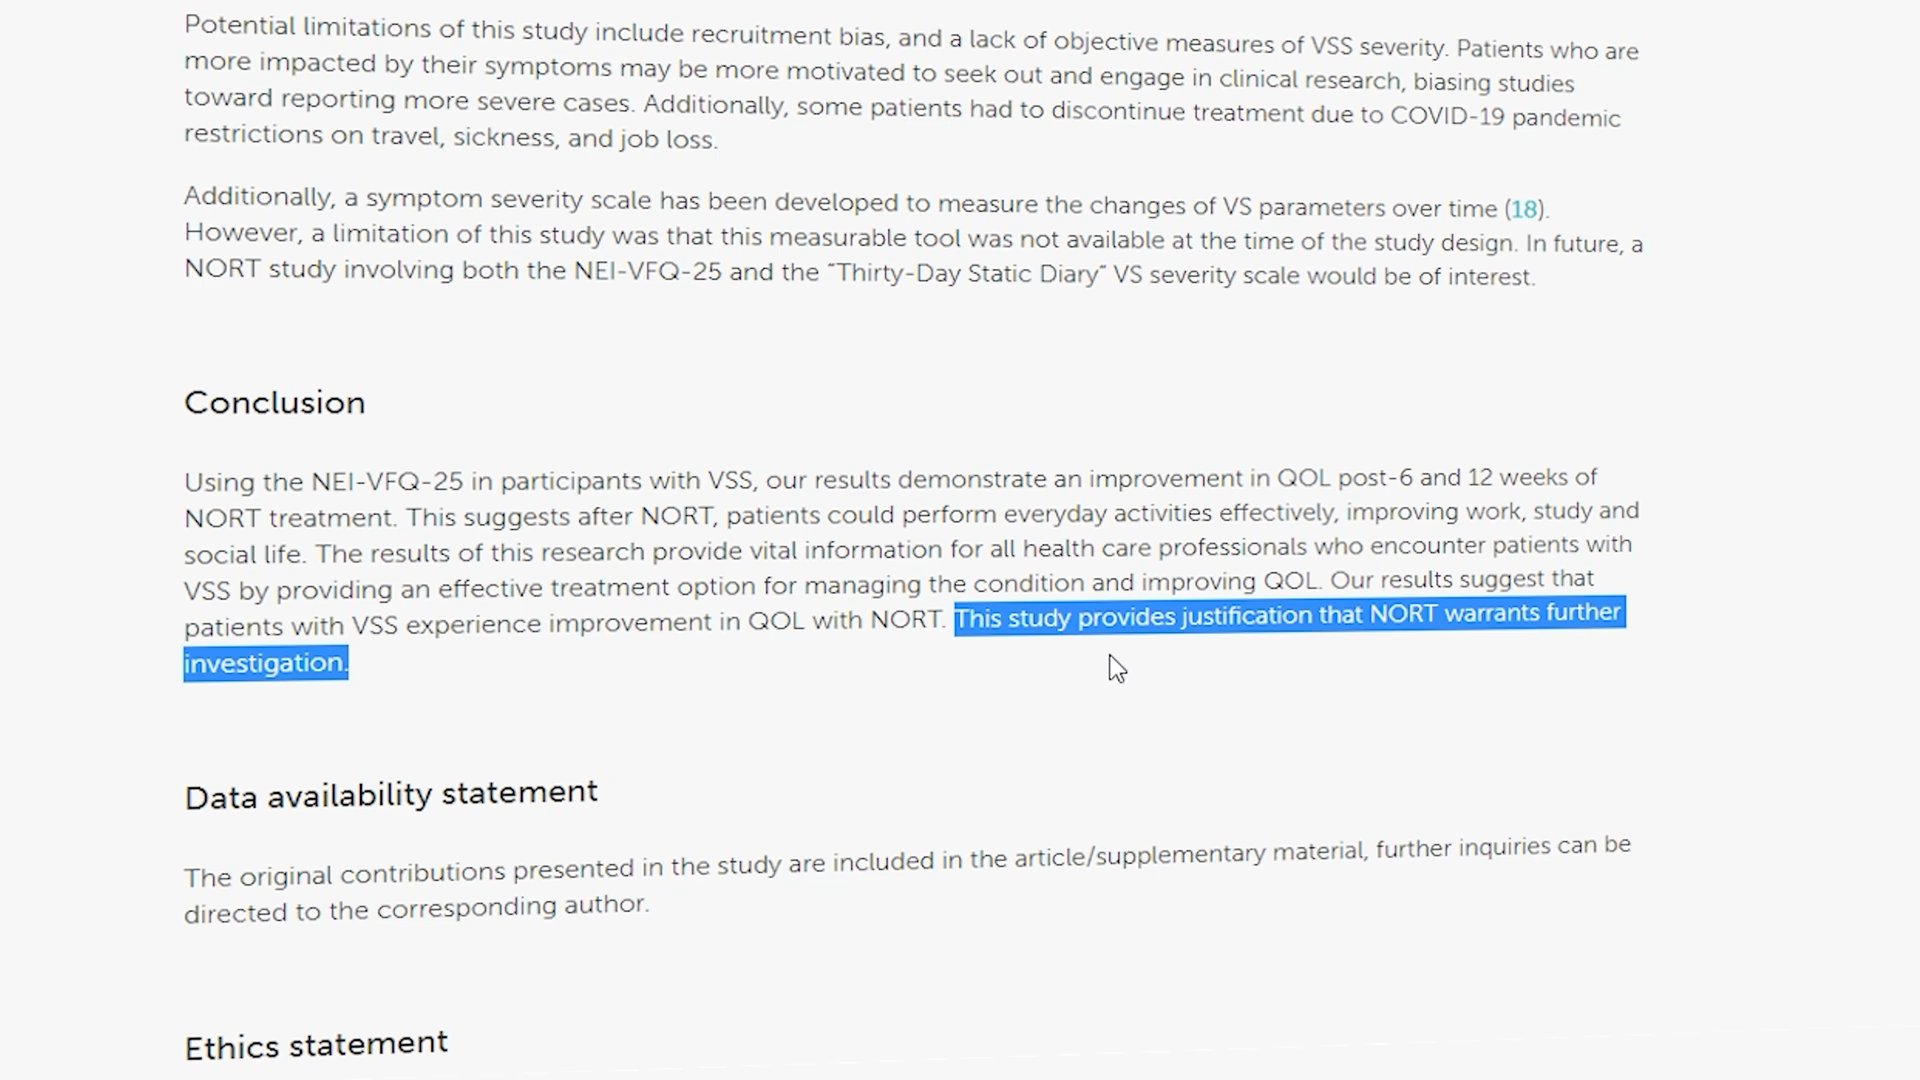 Potential limitations of this study include recruitment bias, and a lack of objective measures of VSS severity. Patients who are
more impacted by their symptoms may be more motivated to seek out and engage in clinical research, biasing studies
toward reporting more severe cases. Additionally, some patients had to discontinue treatment due to COVID-19 pandemic
restrictions on travel, sickness, and job loss.
Additionally, a symptom severity scale has been developed to measure the changes of VS parameters over time (18).
However, a limitation of this study was that this measurable tool was not available at the time of the study design. In future, a
NORT study involving both the NEI-VFQ-25 and the “Thirty-Day Static Diary” VS severity scale would be of interest.
Conclusion
Using the NEI-VFQ-25 in participants with VSS, our results demonstrate an improvement in QOL post-6 and 12 weeks of
NORT treatment. This suggests after NORT, patients could perform everyday activities effectively, improving work, study and
social life. The results of this research provide vital information for all health care professionals who encounter patients with
VSS by providing an effective treatment option for managing the condition and improving QOL. Our results suggest that
patients with VSS experience improvement in QOL with NORT. This study provides justification that NORT warrants further
investigation.
Data availability statement
The original contributions presented in the study are included in the article/supplementary material, further inquiries can be
directed to the corresponding author.
Ethics statement